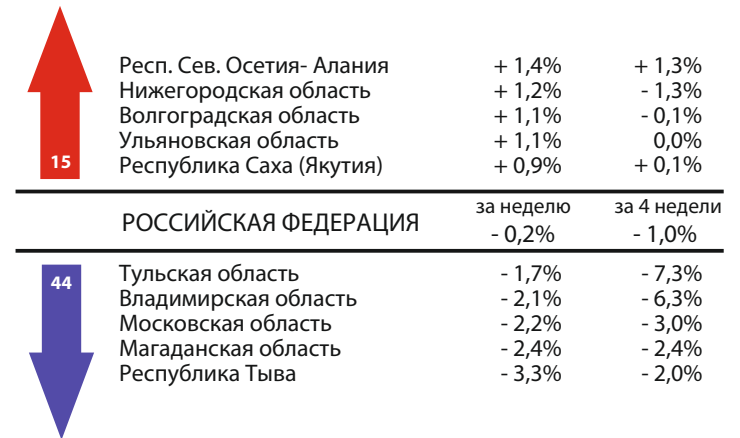 Респ. Сев. Осетия- Алания + 1,4% + 1,3%
Нижегородская область + 1,2% - 1,3%
Волгоградская область + 1,1% - 0,1%
Ульяновская область + 1,1% 0,0%
15 Республика Саха (Якутия) + 0,9% + 0,1%
РОССИЙСКАЯ ФЕДЕРАЦИЯ за неделю за 4 недели
- 0,2% - 1,0%
44 Тульская область - 1,7% - 7,3%
Владимирская область - 2,1% - 6,3%
Московская область - 2,2% - 3,0%
Магаданская область - 2,4% - 2,4%
Республика Тыва - 3,3% - 2,0%